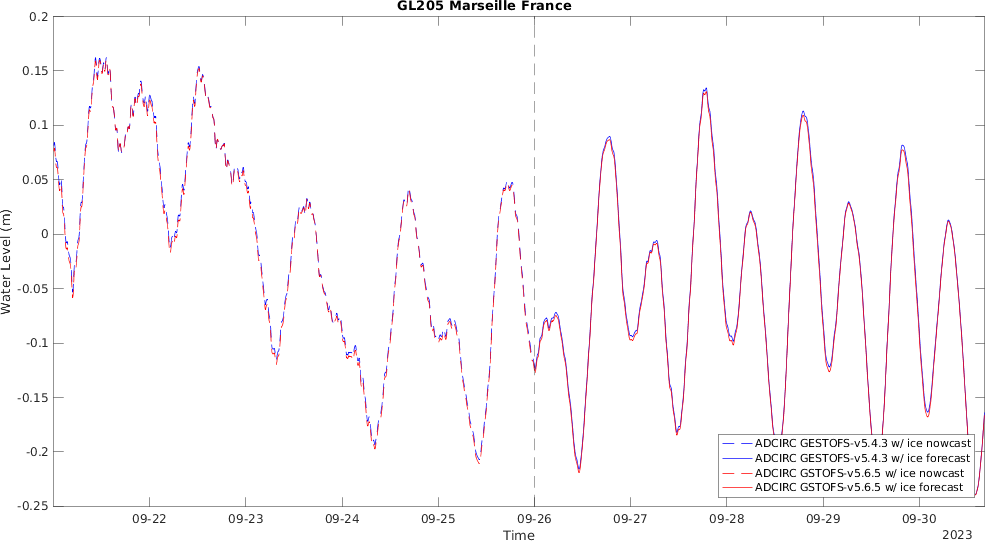 GL205 Marseille France
0.2
0.15
0.1
0.05
0
-0.05
-0.1
-0.15
-0.2
-0.25
Water Level (m)
ADCIRC GESTOFS-v5.4.3 w/ ice nowcast
ADCIRC GESTOFS-v5.4.3 w/ ice forecast
ADCIRC GSTOFS-v5.6.5 w/ ice nowcast
ADCIRC GSTOFS-v5.6.5 w/ ice forecast
09-22 09-23 09-24 09-25 09-26 09-27 09-28 09-29 09-30
Time
2023